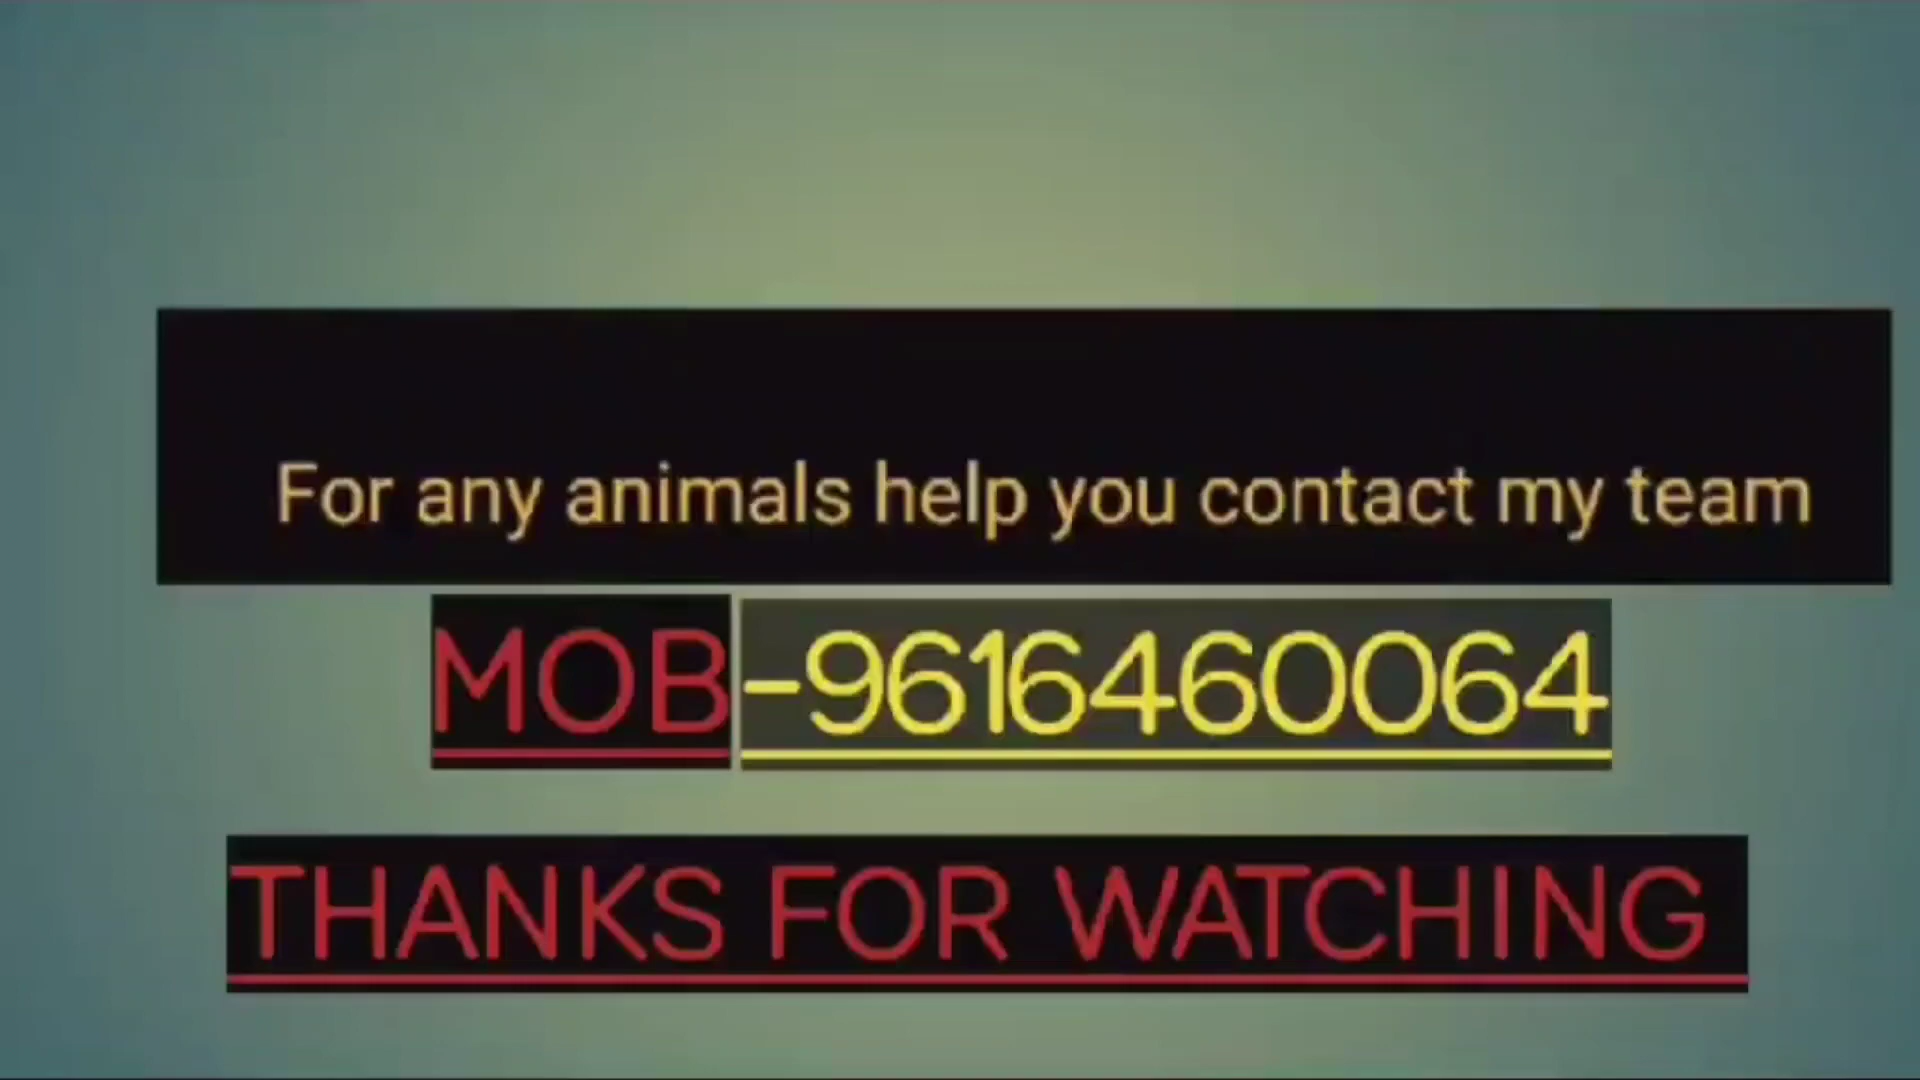 For any animals help you contact my team
MOB-9616460064
THANKS FOR WATCHING